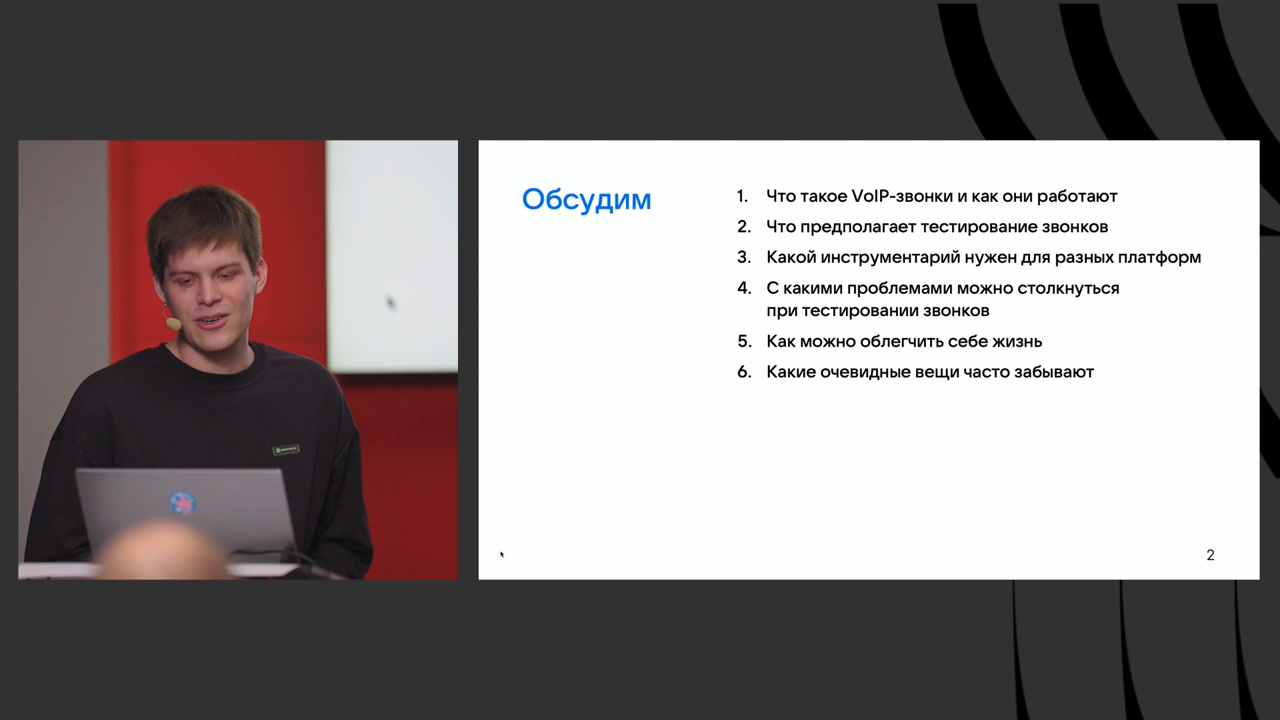 Обсудим
1. Что такое VoIP-звонки и как они работают
2. Что предполагает тестирование звонков
3. Какой инструментарий нужен для разных платформ
4. С какими проблемами можно столкнуться
при тестировании звонков
5. Как можно облегчить себе жизнь
6. Какие очевидные вещи часто забывают
2